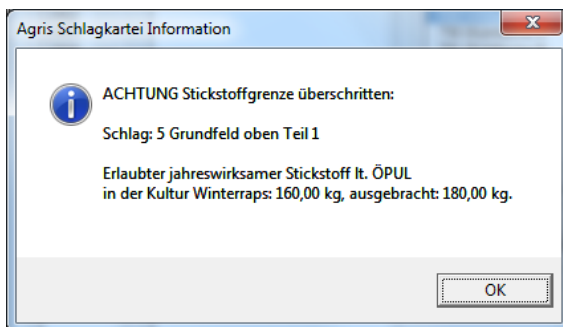 Agris Schlagkartei Information
ACHTUNG Stickstoffgrenze überschritten:
Schlag: 5 Grundfeld oben Teil 1
Erlaubter jahreswirksamer Stickstoff lt. ÖPUL
in der Kultur Winterraps: 160,00 kg, ausgebracht: 180,00 kg.
OK